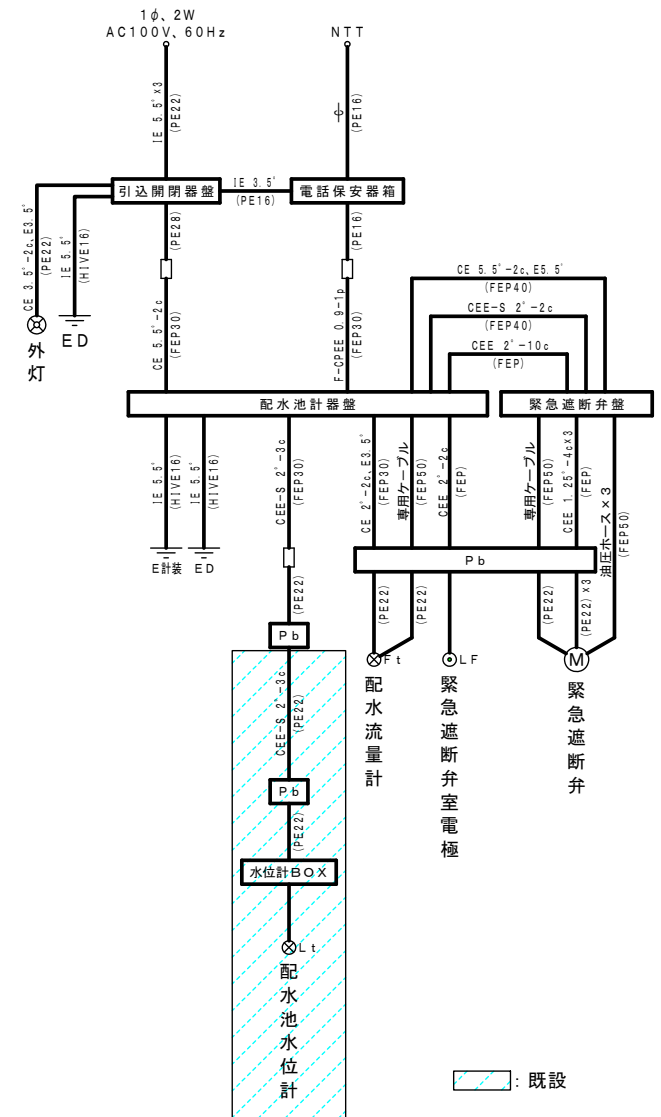 1φ、2W
AC100V、60Hz
NTT
IE 5.5°×3
(PE22)
(PE16)
引込開閉器盤
IE 3.5°
(PE16)
電話保安器箱
CE 3.5°-2c、E3.5°
(PE22)
IE 5.5°
(HIVE16)
(PE28)
(PE16)
外灯
ED
CE 5.5°-2c
(FEP30)
F-CPEE 0.9-1p
(FEP30)
CE 5.5°-2c、E5.5°
(FEP40)
CEE-S 2°-2c
(FEP40)
CEE 2°-10c
(FEP)
配水池計器盤
緊急遮断弁盤
IE 5.5°
(HIVE16)
IE 5.5°
(HIVE16)
CEE-S 2°-3c
(FEP30)
CE 2°-2c、E3.5°
(FEP30)
専用ケーブル
(FEP50)
CEE 2°-2c
(FEP)
専用ケーブル
(FEP50)
CEE 1.25°-4c×3
(FEP)
油圧ホース×3
(FEP50)
E計装
ED
Pb
(PE22)
(PE22)
(PE22)
(PE22)
(PE22)×3
Pb
Ft
LF
M
配水流量計
緊急遮断弁室電極
緊急遮断弁
CEE-S 2°-3c
(PE22)
Pb
(PE22)
水位計BOX
Lt
配水池水位計
：既設